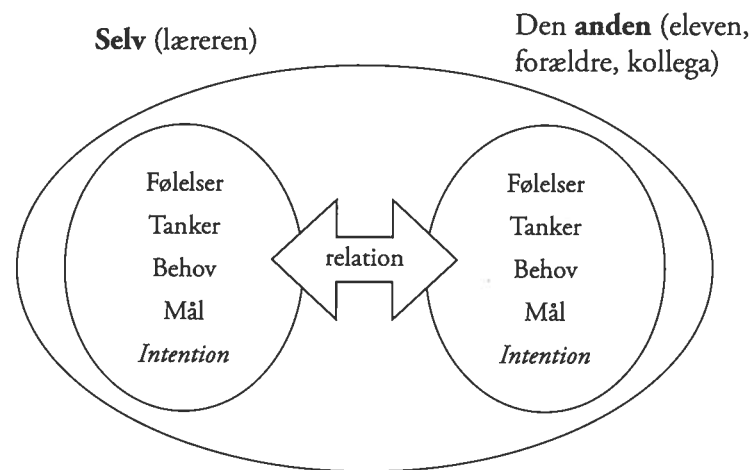 Selv (læreren)
Den anden (eleven,
forældre, kollega)
Følelser
Tanker
Behov
Mål
Intention
relation
Følelser
Tanker
Behov
Mål
Intention